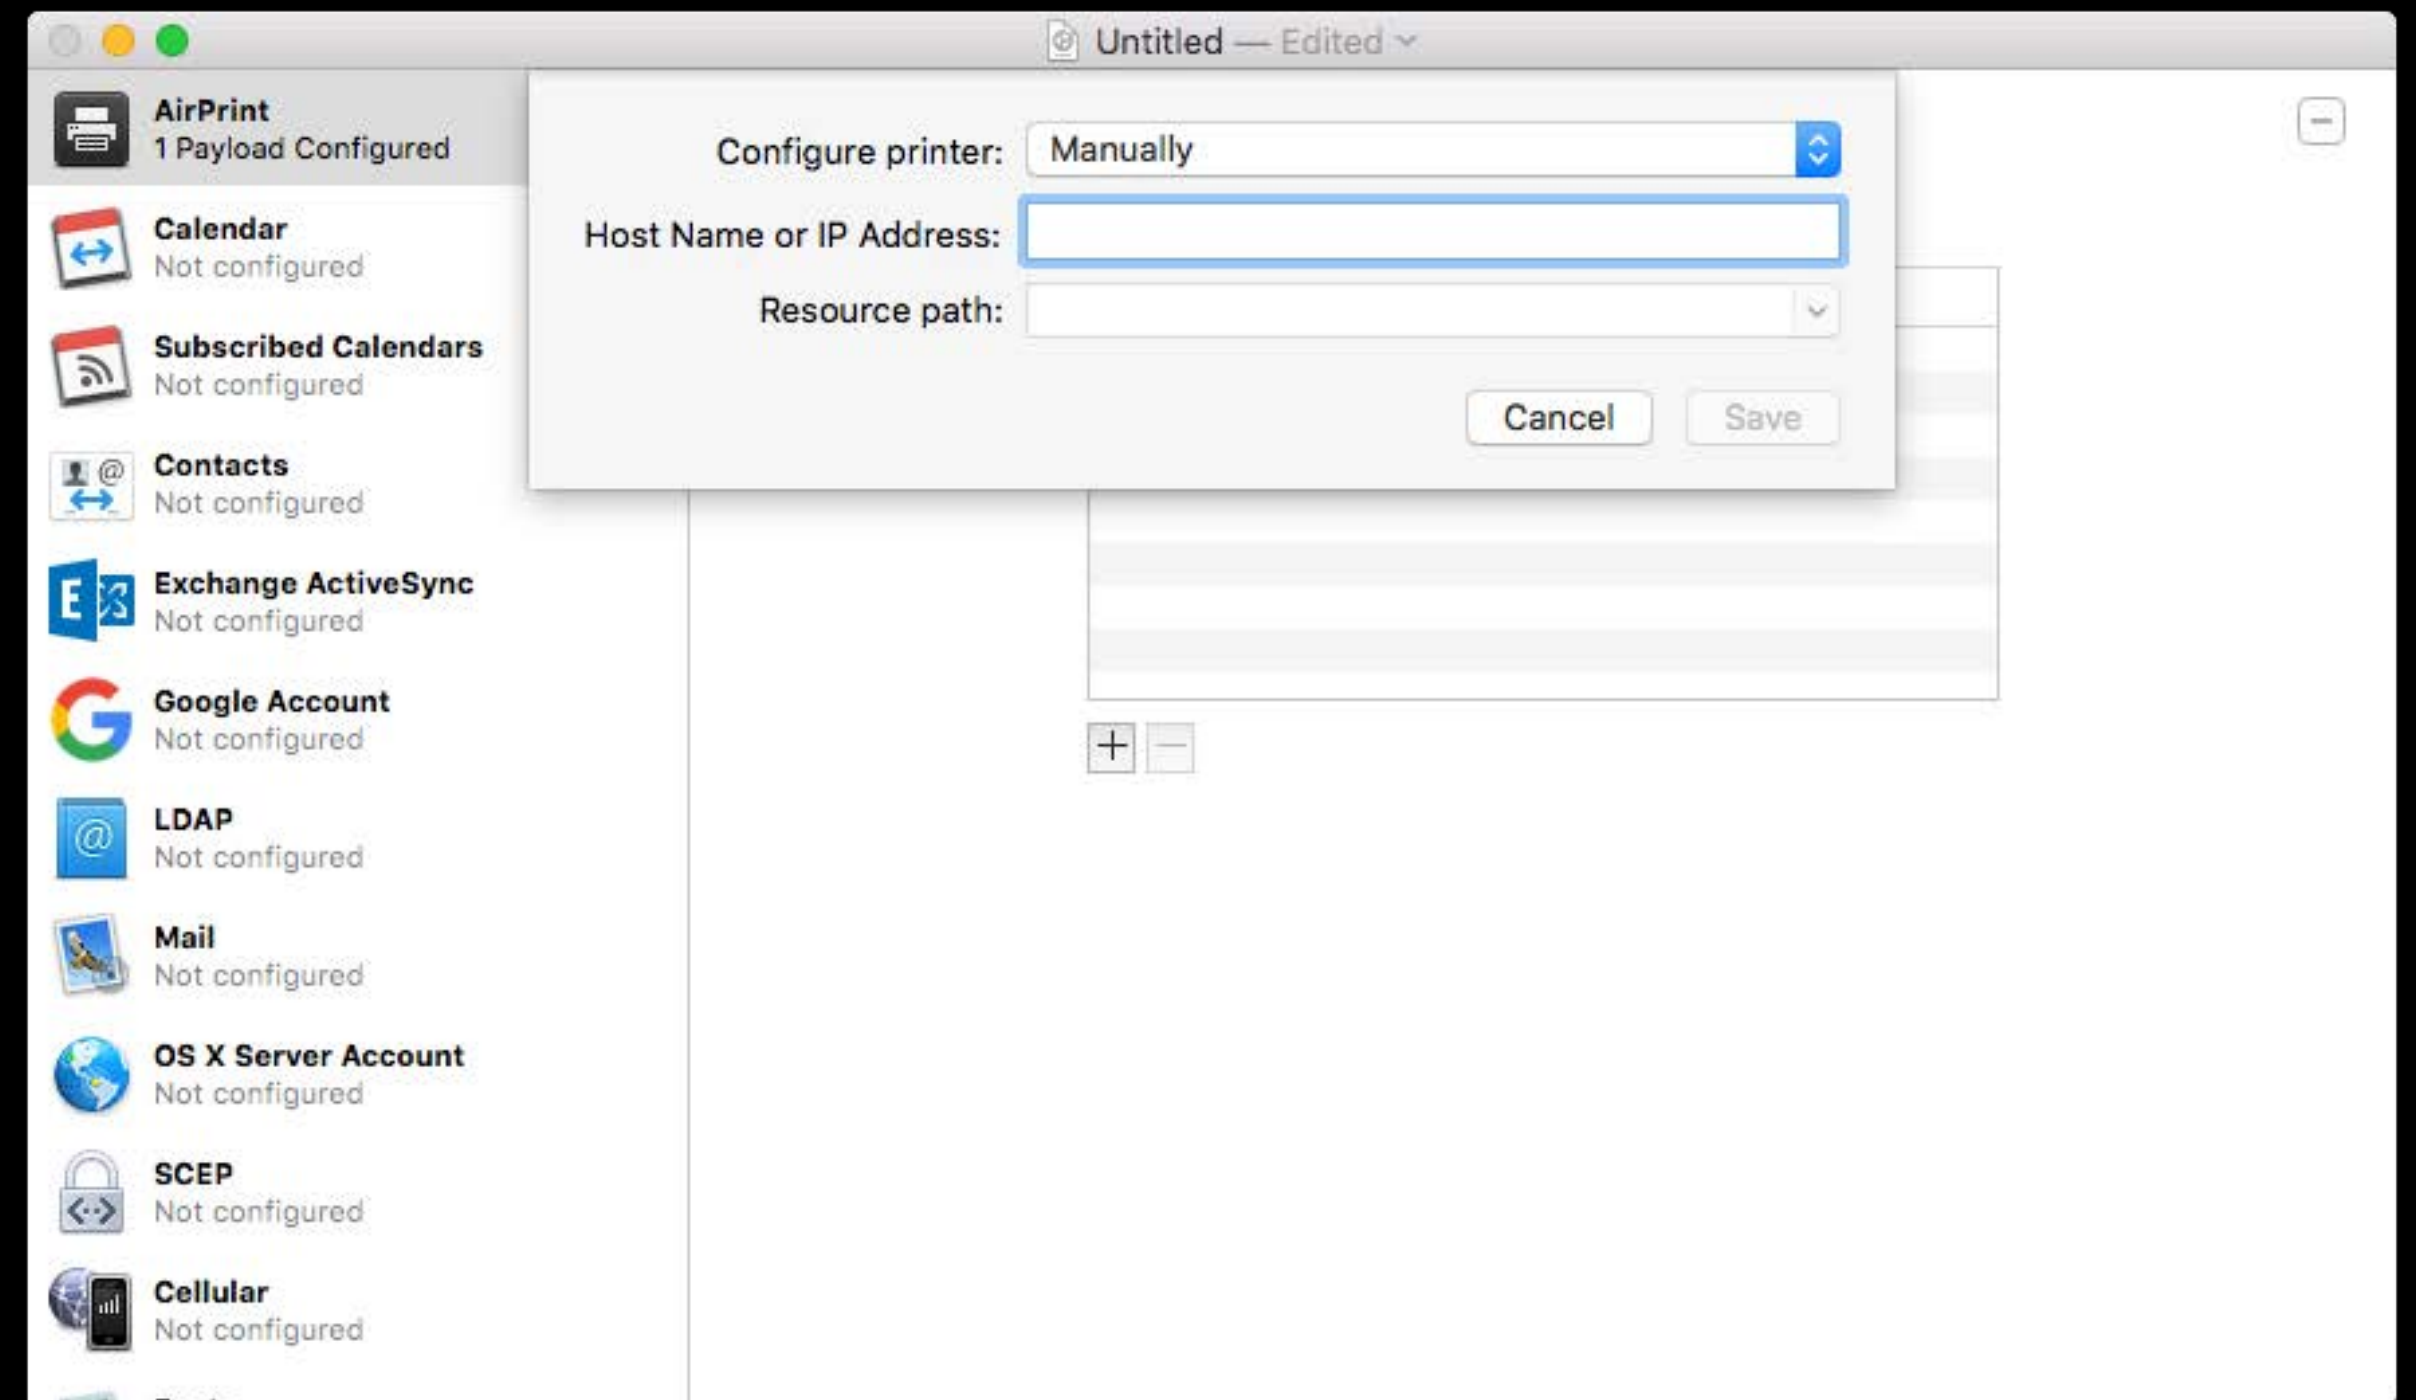 Untitled — Edited
AirPrint
1 Payload Configured
Calendar
Not configured
Subscribed Calendars
Not configured
Contacts
Not configured
Exchange ActiveSync
Not configured
Google Account
Not configured
LDAP
Not configured
Mail
Not configured
OS X Server Account
Not configured
SCEP
Not configured
Cellular
Not configured
Configure printer: Manually
Host Name or IP Address:
Resource path:
Cancel Save